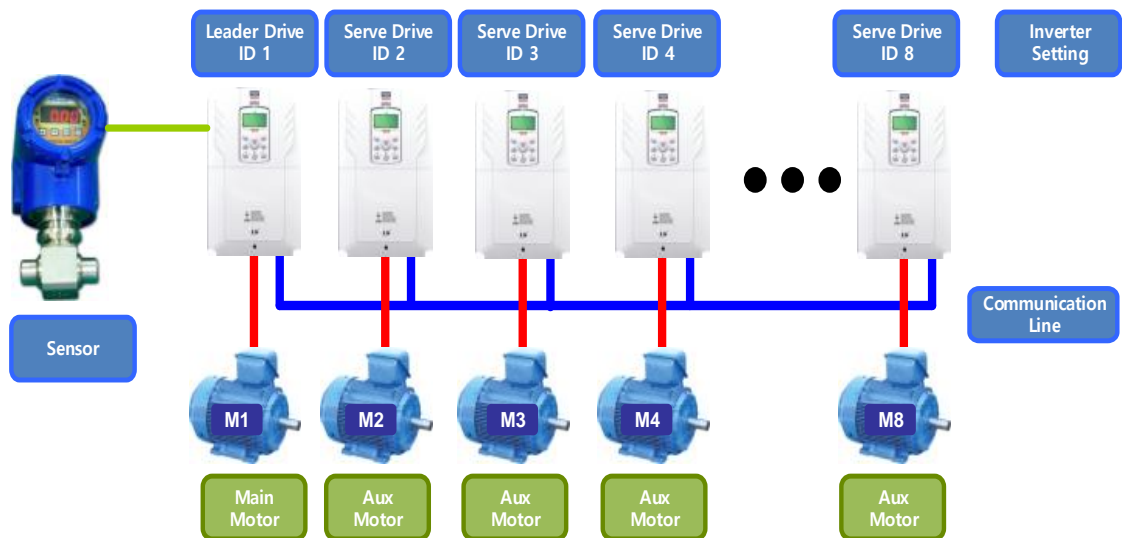 Leader Drive
ID 1
Serve Drive
ID 2
Serve Drive
ID 3
Serve Drive
ID 4
Serve Drive
ID 8
Inverter
Setting
Communication
Line
Sensor
M1
M2
M3
M4
M8
Main
Motor
Aux
Motor
Aux
Motor
Aux
Motor
Aux
Motor